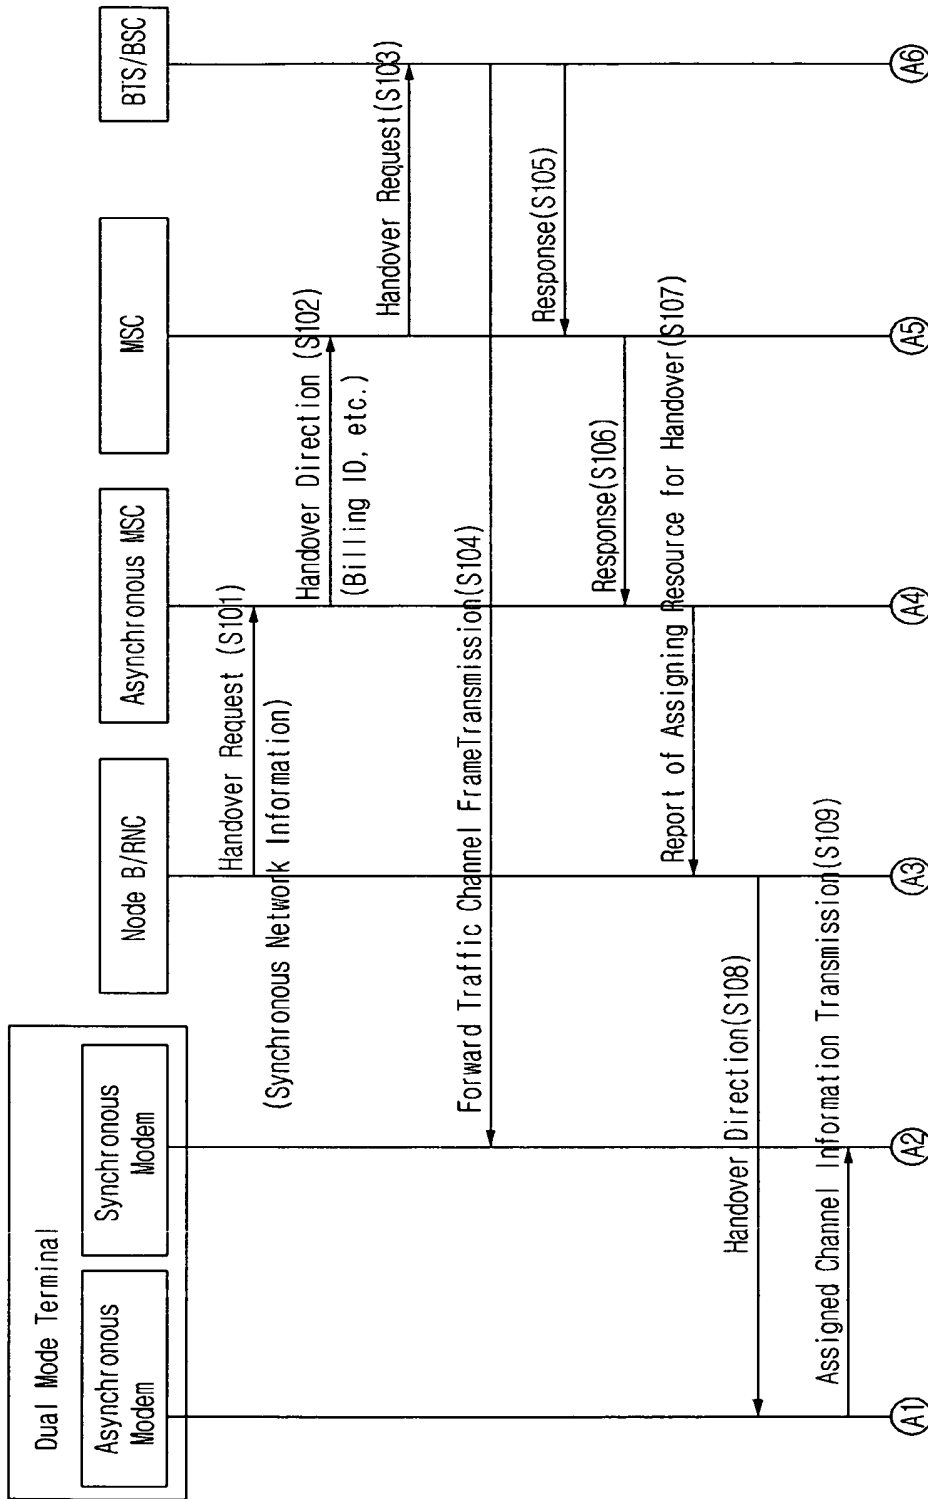 Dual Mode Terminal
Asynchronous
Modem
Synchronous
Modem
Node B/RNC
Asynchronous MSC
MSC
BTS/BSC
Handover Request (S101)
(Synchronous Network Information)
Handover Direction (S102)
(Billing ID, etc.)
Handover Request(S103)
Forward Traffic Channel FrameTransmission(S104)
Response(S105)
Response(S106)
Report of Assigning Resource for Handover(S107)
Handover Direction(S108)
Assigned Channel Information Transmission(S109)
A1
A2
A3
A4
A5
A6